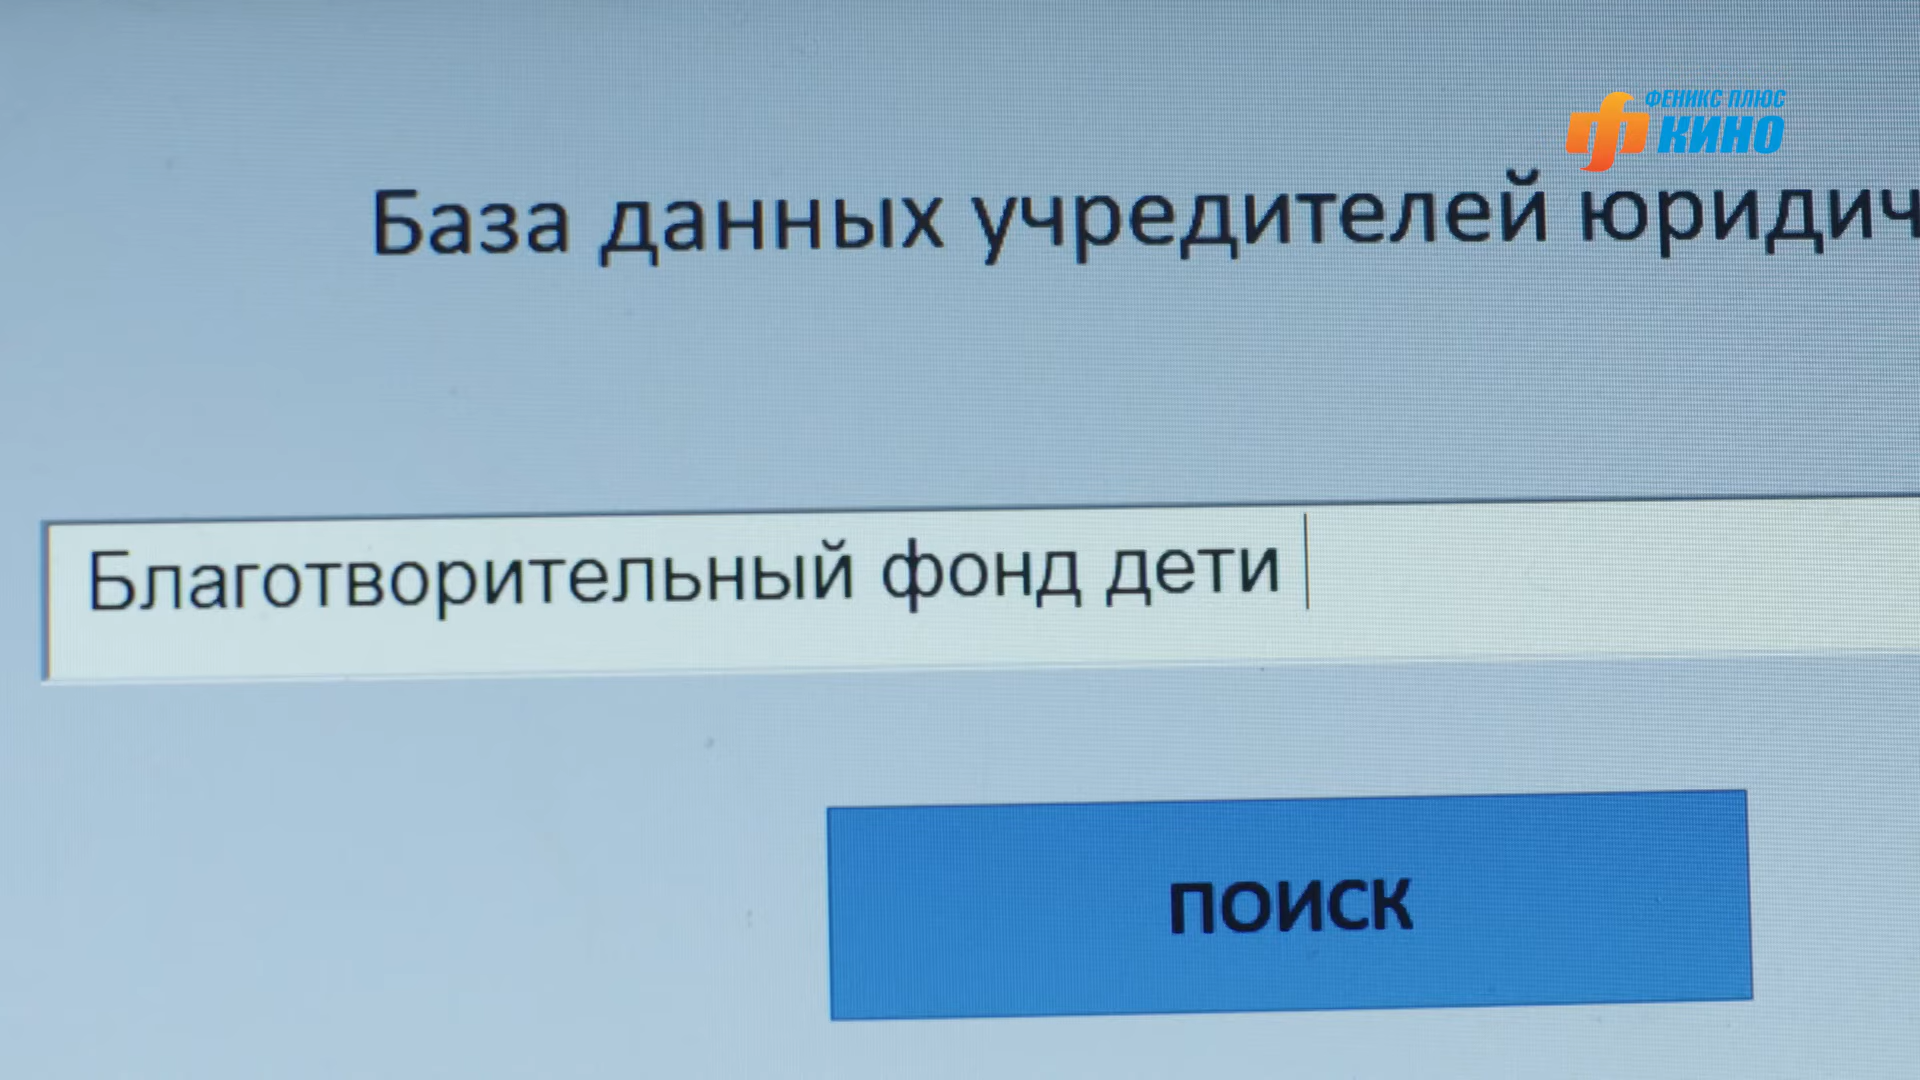 ФЕНИКС ПЛЮС
КИНО
База данных учредителей юридич
Благотворительный фонд дети
ПОИСК